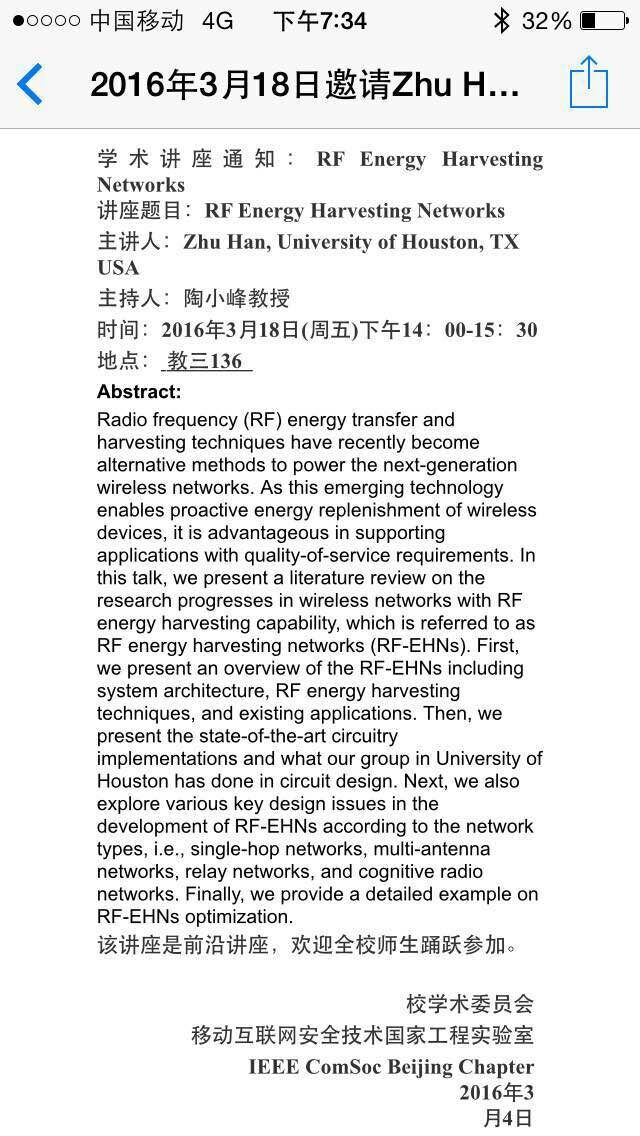 中国移动 4G 下午7:34 32%
2016年3月18日邀请Zhu H...
学术讲座通知：RF Energy Harvesting
Networks
讲座题目：RF Energy Harvesting Networks
主讲人：Zhu Han, University of Houston, TX
USA
主持人：陶小峰教授
时间：2016年3月18日(周五)下午14：00-15：30
地点： 教三136
Abstract:
Radio frequency (RF) energy transfer and
harvesting techniques have recently become
alternative methods to power the next-generation
wireless networks. As this emerging technology
enables proactive energy replenishment of wireless
devices, it is advantageous in supporting
applications with quality-of-service requirements. In
this talk, we present a literature review on the
research progresses in wireless networks with RF
energy harvesting capability, which is referred to as
RF energy harvesting networks (RF-EHNs). First,
we present an overview of the RF-EHNs including
system architecture, RF energy harvesting
techniques, and existing applications. Then, we
present the state-of-the-art circuitry
implementations and what our group in University of
Houston has done in circuit design. Next, we also
explore various key design issues in the
development of RF-EHNs according to the network
types, i.e., single-hop networks, multi-antenna
networks, relay networks, and cognitive radio
networks. Finally, we provide a detailed example on
RF-EHNs optimization.
该讲座是前沿讲座，欢迎全校师生踊跃参加。
校学术委员会
移动互联网安全技术国家工程实验室
IEEE ComSoc Beijing Chapter
2016年3
月4日